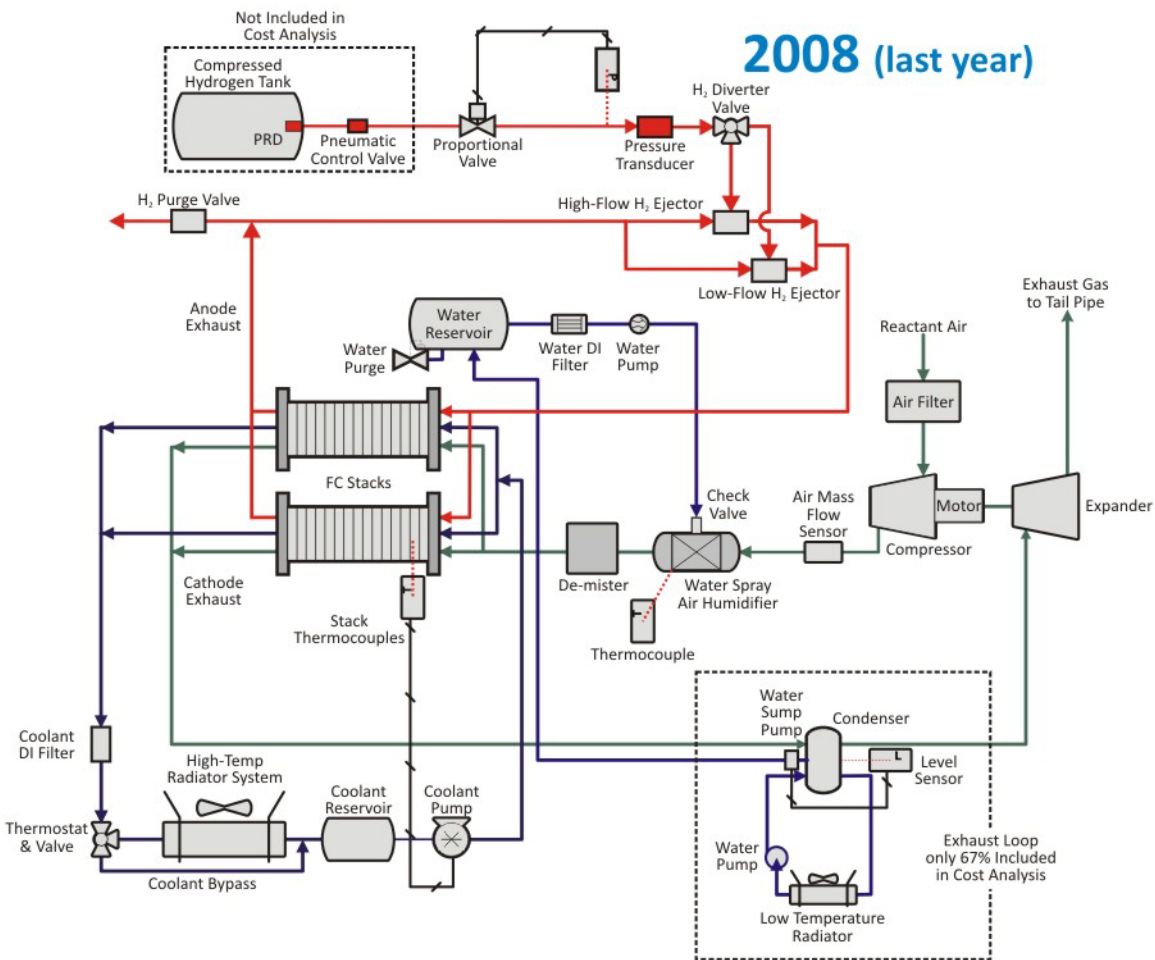 Not Included in
Cost Analysis
2008 (last year)
Compressed
Hydrogen Tank
H₂ Diverter
Valve
PRD
Pneumatic
Control Valve
Proportional
Valve
Pressure
Transducer
P
H₂ Purge Valve
High-Flow H₂ Ejector
Low-Flow H₂ Ejector
Exhaust Gas
to Tail Pipe
Anode
Exhaust
Water
Reservoir
Reactant Air
Water
Purge
Water DI
Filter
Water
Pump
Air Filter
FC Stacks
Check
Valve
Air Mass
Flow
Sensor
Motor
Expander
Compressor
Cathode
Exhaust
De-mister
Water Spray
Air Humidifier
T
Stack
Thermocouples
T
Thermocouple
Water
Sump
Pump
Condenser
Coolant
DI Filter
L
Level
Sensor
High-Temp
Radiator System
Coolant
Reservoir
Coolant
Pump
Thermostat
& Valve
Coolant Bypass
Water
Pump
Exhaust Loop
only 67% Included
in Cost Analysis
Low Temperature
Radiator